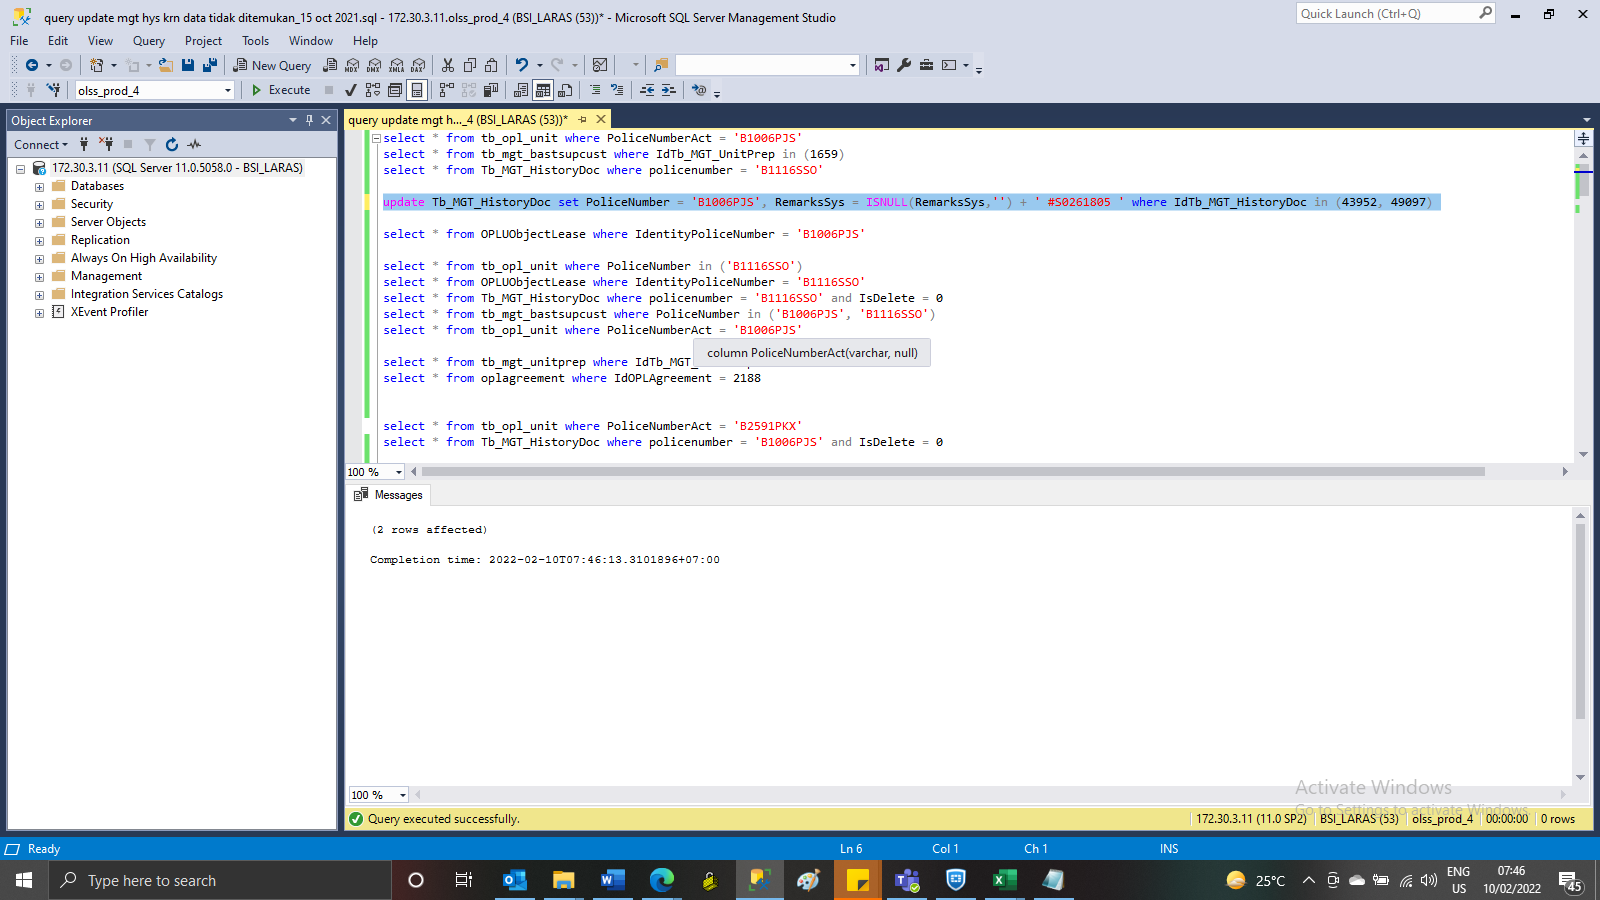 query update mgt hys krn data tidak ditemukan_15 oct 2021.sql - 172.30.3.11.olss_prod_4 (BSI_LARAS (53))* - Microsoft SQL Server Management Studio
Quick Launch (Ctrl+Q)
File Edit View Query Project Tools Window Help
New Query MDX DMX XMLA DAX
olss_prod_4 Execute
Object Explorer
query update mgt h..._4 (BSI_LARAS (53))*
Connect
172.30.3.11 (SQL Server 11.0.5058.0 - BSI_LARAS)
Databases
Security
Server Objects
Replication
Always On High Availability
Management
Integration Services Catalogs
XEvent Profiler
select * from tb_opl_unit where PoliceNumberAct = 'B1006PJS'
select * from tb_mgt_bastsupcust where IdTb_MGT_UnitPrep in (1659)
select * from Tb_MGT_HistoryDoc where policenumber = 'B1116SSO'
update Tb_MGT_HistoryDoc set PoliceNumber = 'B1006PJS', RemarksSys = ISNULL(RemarksSys,'') + ' #S0261805 ' where IdTb_MGT_HistoryDoc in (43952, 49097)
select * from OPLUObjectLease where IdentityPoliceNumber = 'B1006PJS'
select * from tb_opl_unit where PoliceNumber in ('B1116SSO')
select * from OPLUObjectLease where IdentityPoliceNumber = 'B1116SSO'
select * from Tb_MGT_HistoryDoc where policenumber = 'B1116SSO' and IsDelete = 0
select * from tb_mgt_bastsupcust where PoliceNumber in ('B1006PJS', 'B1116SSO')
select * from tb_opl_unit where PoliceNumberAct = 'B1006PJS'
column PoliceNumberAct(varchar, null)
select * from tb_mgt_unitprep where IdTb_MGT_
select * from oplagreement where IdOPLAgreement = 2188
select * from tb_opl_unit where PoliceNumberAct = 'B2591PKX'
select * from Tb_MGT_HistoryDoc where policenumber = 'B1006PJS' and IsDelete = 0
100 %
Messages
(2 rows affected)
Completion time: 2022-02-10T07:46:13.3101896+07:00
Activate Windows
Go to Settings to activate Windows.
100 %
Query executed successfully. 172.30.3.11 (11.0 SP2) BSI_LARAS (53) olss_prod_4 00:00:00 0 rows
Ready Ln 6 Col 1 Ch 1 INS
Type here to search
25°C
ENG
US
07:46
10/02/2022
45